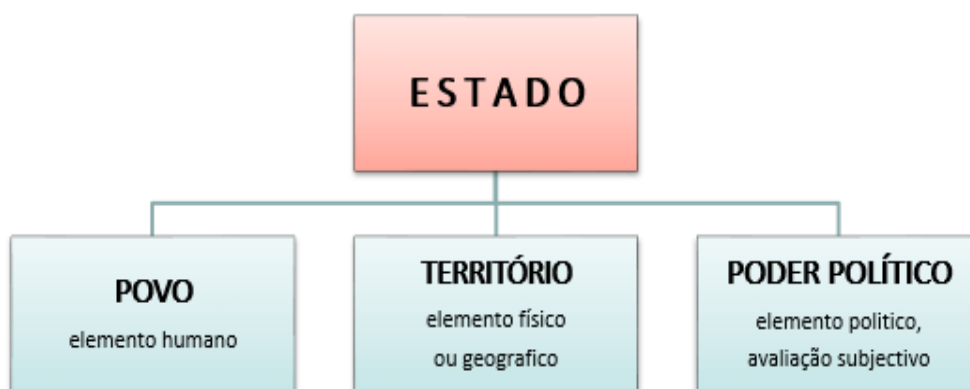 ESTADO
POVO
elemento humano
TERRITÓRIO
elemento físico
ou geografico
PODER POLÍTICO
elemento politico,
avaliação subjectivo